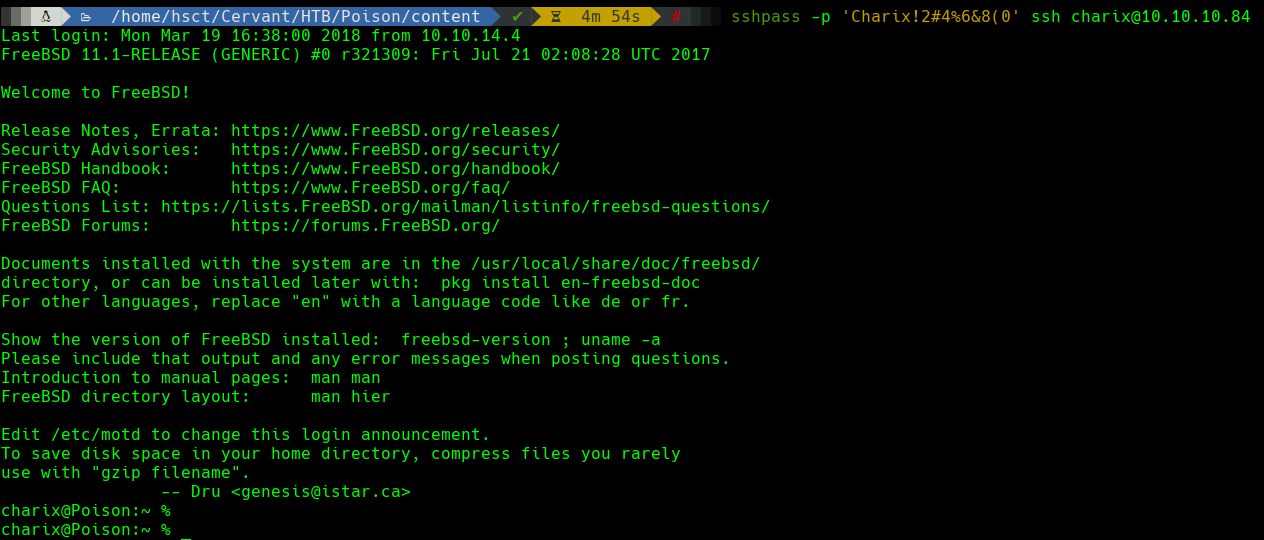 /home/hsct/Cervant/HTB/Poison/content ✔ 4m 54s # sshpass -p 'Charix!2#4%6&8(0' ssh charix@10.10.10.84
Last login: Mon Mar 19 16:38:00 2018 from 10.10.14.4
FreeBSD 11.1-RELEASE (GENERIC) #0 r321309: Fri Jul 21 02:08:28 UTC 2017
Welcome to FreeBSD!
Release Notes, Errata: https://www.FreeBSD.org/releases/
Security Advisories:   https://www.FreeBSD.org/security/
FreeBSD Handbook:      https://www.FreeBSD.org/handbook/
FreeBSD FAQ:           https://www.FreeBSD.org/faq/
Questions List: https://lists.FreeBSD.org/mailman/listinfo/freebsd-questions/
FreeBSD Forums:        https://forums.FreeBSD.org/
Documents installed with the system are in the /usr/local/share/doc/freebsd/
directory, or can be installed later with:  pkg install en-freebsd-doc
For other languages, replace "en" with a language code like de or fr.
Show the version of FreeBSD installed:  freebsd-version ; uname -a
Please include that output and any error messages when posting questions.
Introduction to manual pages:  man man
FreeBSD directory layout:      man hier
Edit /etc/motd to change this login announcement.
To save disk space in your home directory, compress files you rarely
use with "gzip filename".
                -- Dru <genesis@istar.ca>
charix@Poison:~ %
charix@Poison:~ % _